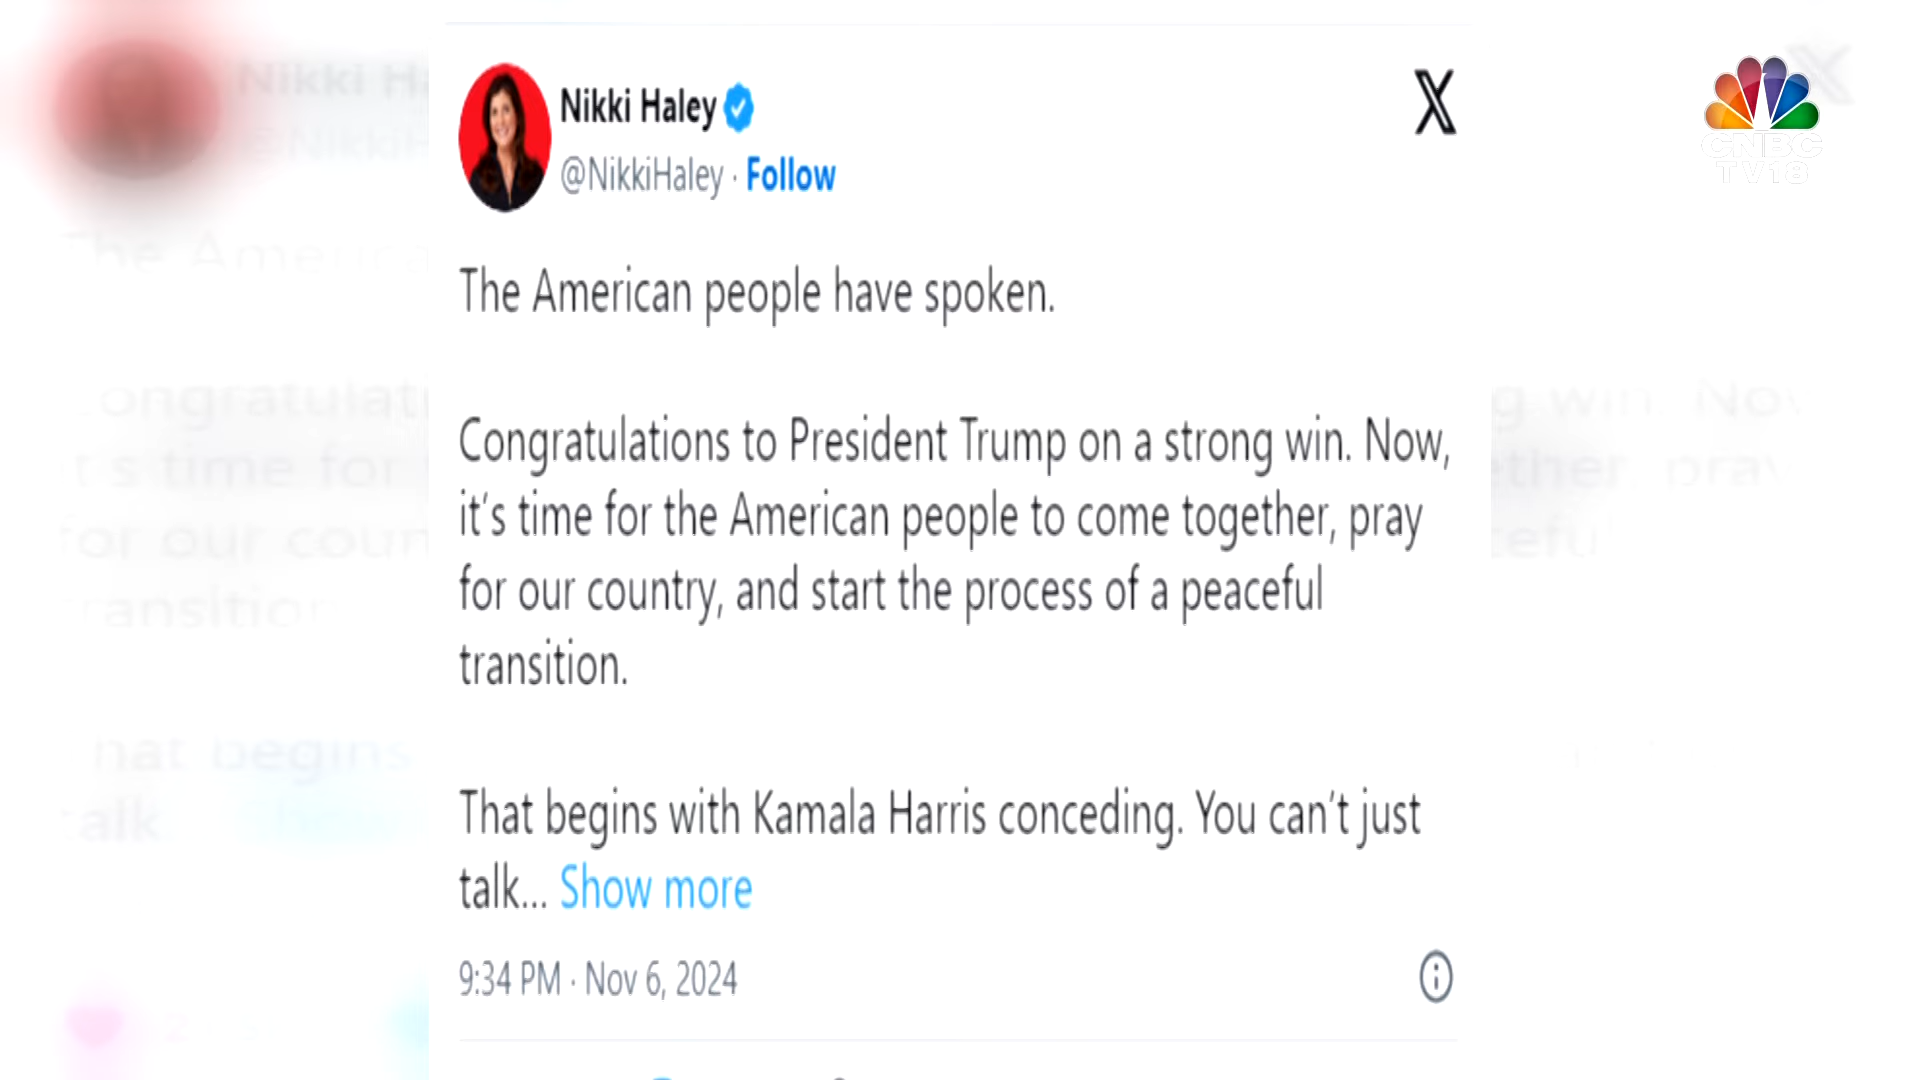 Nikki Haley
@NikkiHaley · Follow
The American people have spoken.
Congratulations to President Trump on a strong win. Now,
it's time for the American people to come together, pray
for our country, and start the process of a peaceful
transition.
That begins with Kamala Harris conceding. You can't just
talk... Show more
9:34 PM · Nov 6, 2024
CNBC
TV18